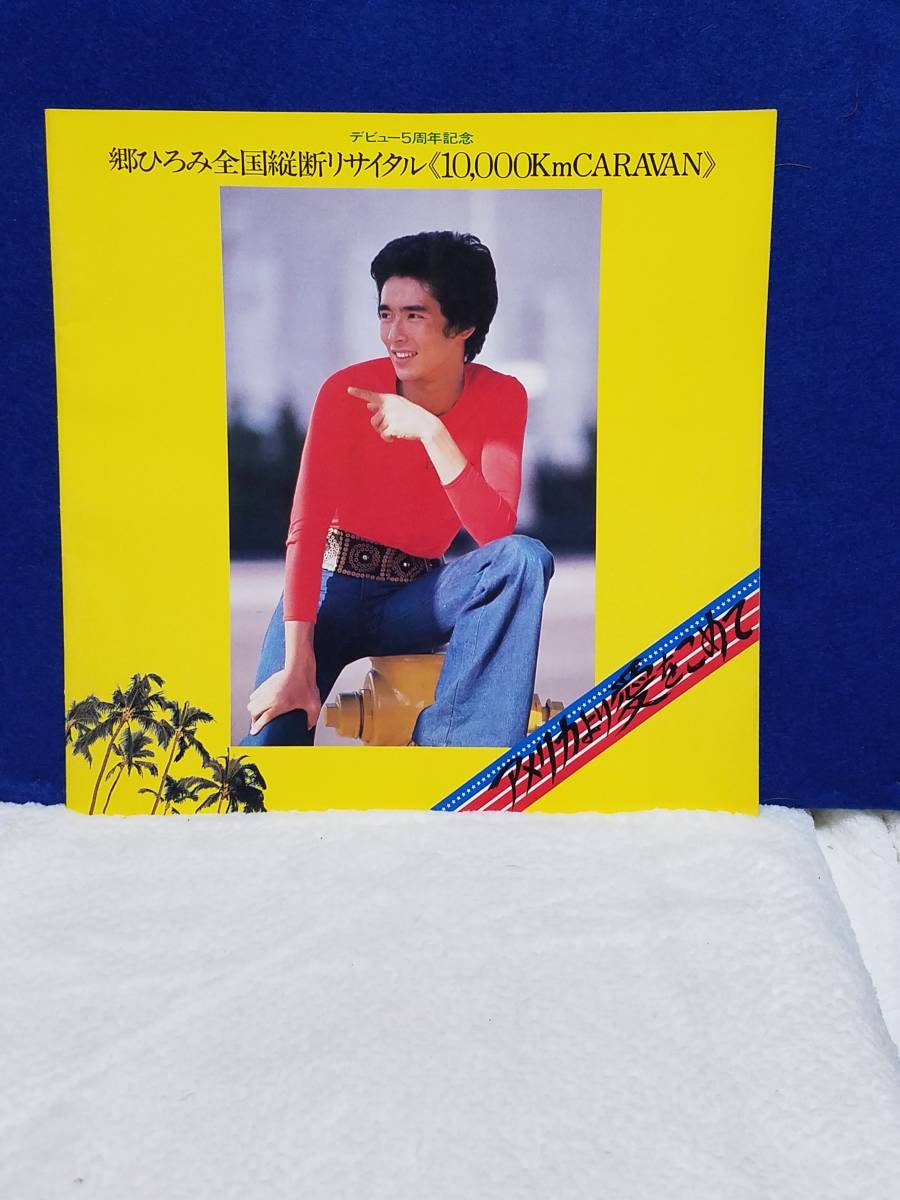 デビュー5周年記念
郷ひろみ全国縦断リサイタル《10,000KmCARAVAN》
アメリカより愛をこめて